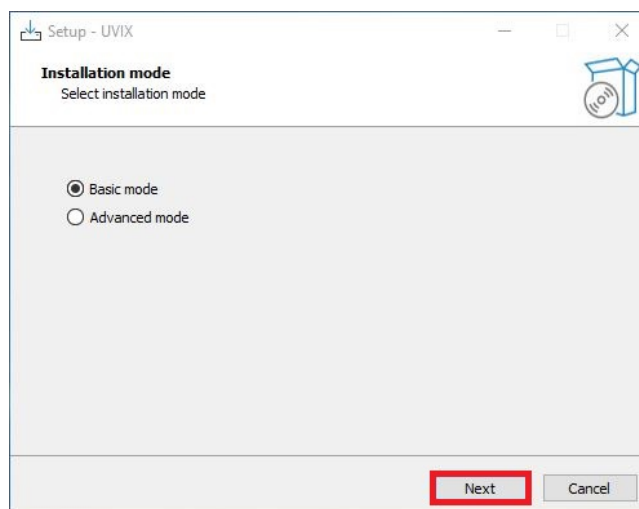 Setup - UVIX
Installation mode
Select installation mode
Basic mode
Advanced mode
Next
Cancel